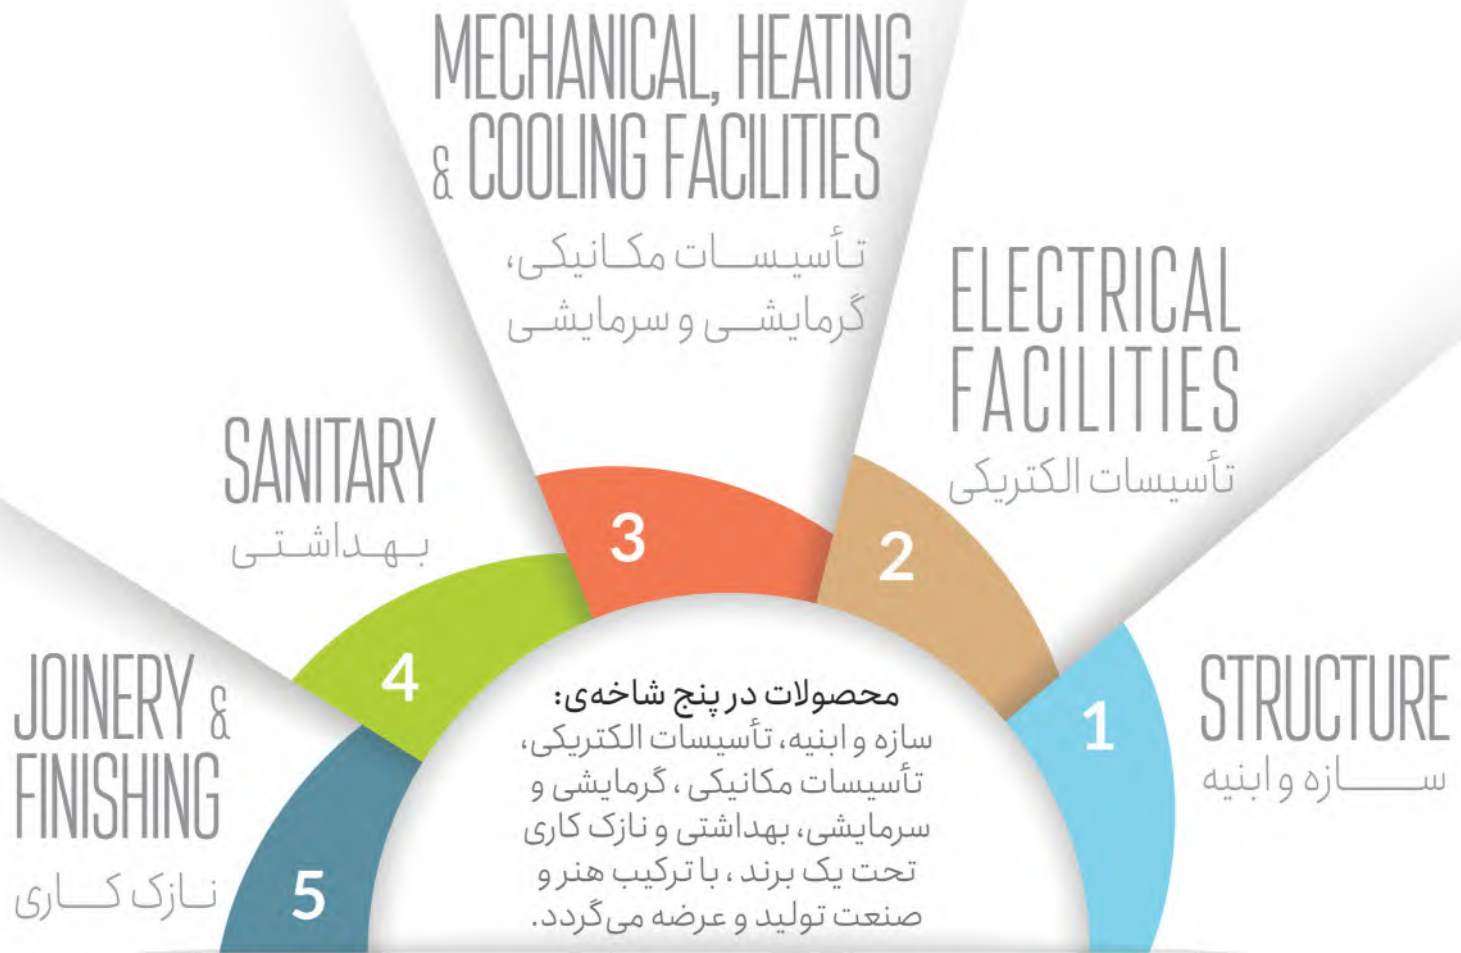 MECHANICAL, HEATING
& COOLING FACILITIES
تأسیسات مکانیکی،
گرمایشی و سرمایشی
ELECTRICAL
FACILITIES
تأسیسات الکتریکی
SANITARY
بهداشتی
3
2
JOINERY &
FINISHING
نازک کاری
4
1
STRUCTURE
سازه و ابنیه
5
محصولات در پنج شاخه‌ی:
سازه و ابنیه، تأسیسات الکتریکی،
تأسیسات مکانیکی، گرمایشی و
سرمایشی، بهداشتی و نازک کاری
تحت یک برند، با ترکیب هنر و
صنعت تولید و عرضه می‌گردد.